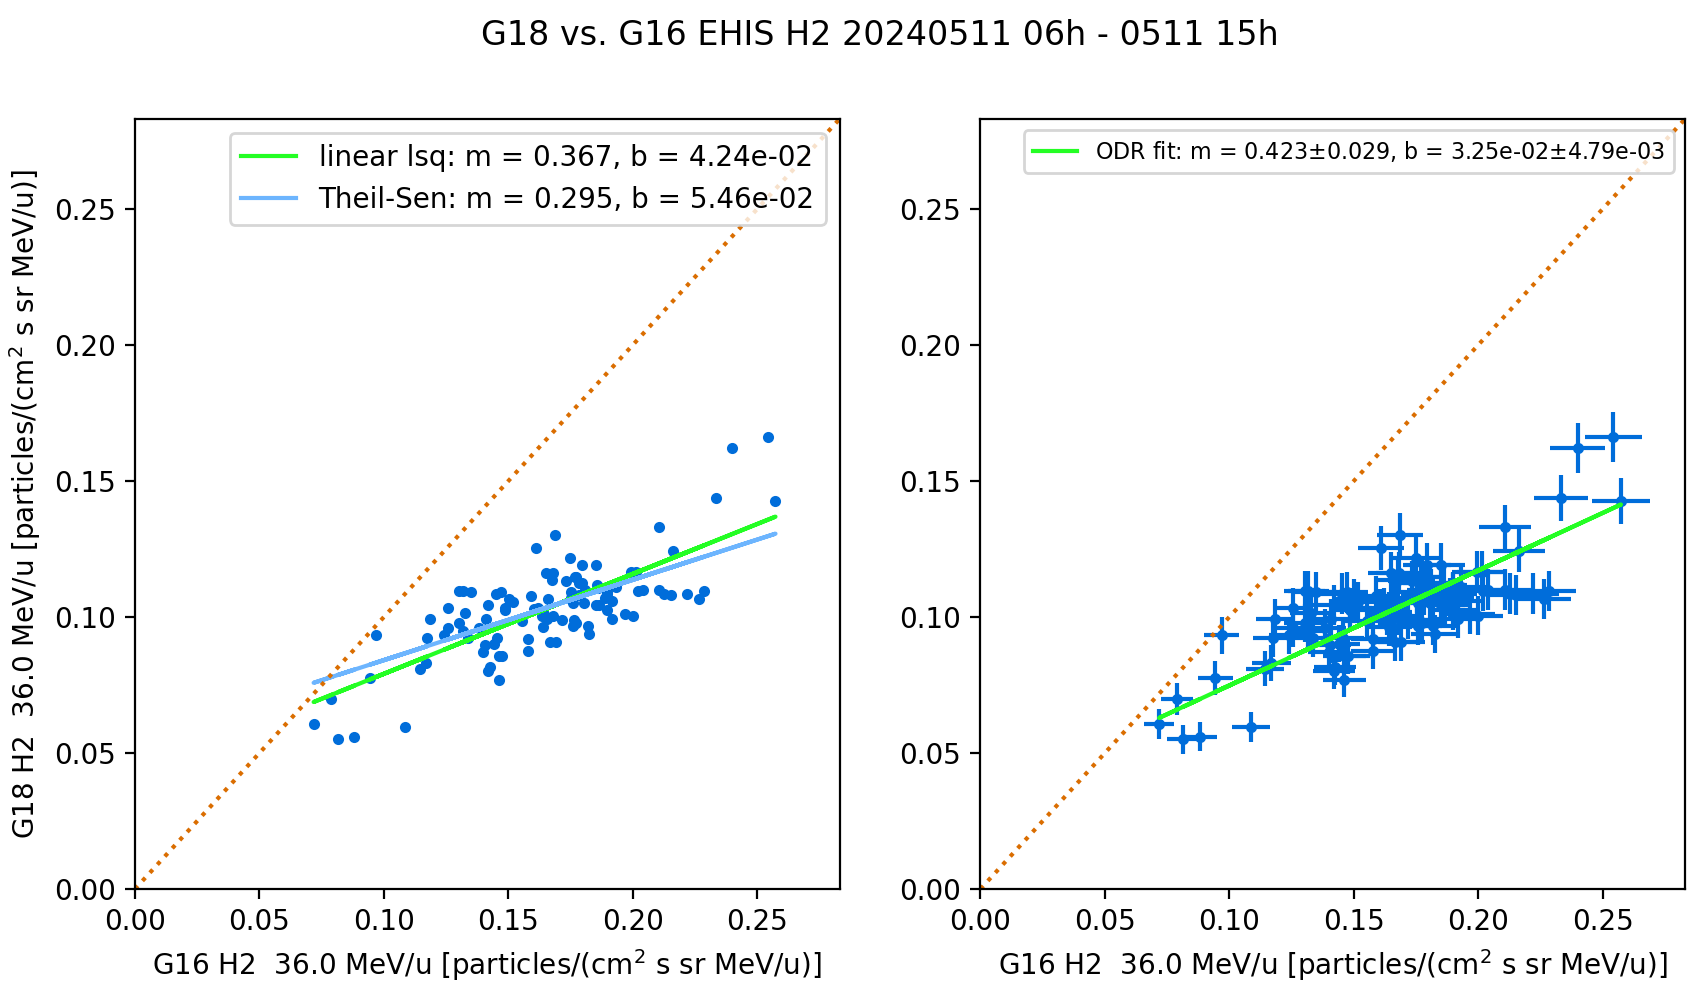 G18 vs. G16 EHIS H2 20240511 06h - 0511 15h
linear lsq: m = 0.367, b = 4.24e-02
Theil-Sen: m = 0.295, b = 5.46e-02
G18 H2  36.0 MeV/u [particles/(cm² s sr MeV/u)]
0.25
0.20
0.15
0.10
0.05
0.00
0.00 0.05 0.10 0.15 0.20 0.25
G16 H2  36.0 MeV/u [particles/(cm² s sr MeV/u)]
ODR fit: m = 0.423±0.029, b = 3.25e-02±4.79e-03
0.25
0.20
0.15
0.10
0.05
0.00
0.00 0.05 0.10 0.15 0.20 0.25
G16 H2  36.0 MeV/u [particles/(cm² s sr MeV/u)]